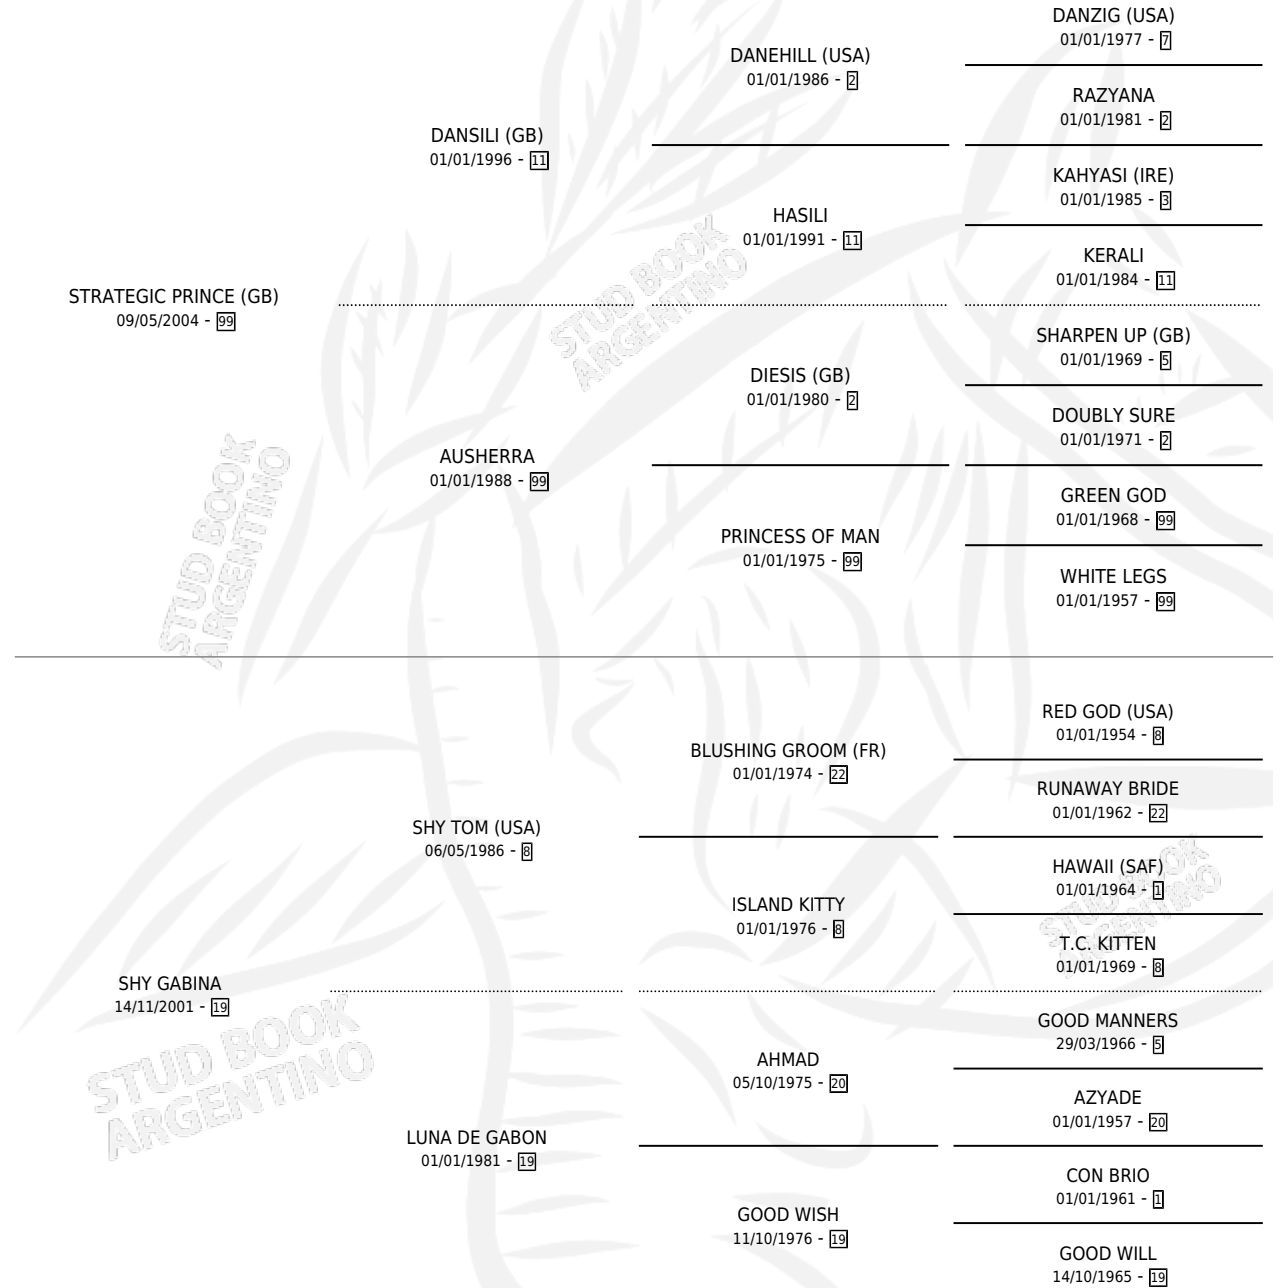 DANZIG (USA)
01/01/1977 - 7
DANEHILL (USA)
01/01/1986 - 2
RAZYANA
01/01/1981 - 2
DANSILI (GB)
01/01/1996 - 11
KAHYASI (IRE)
01/01/1985 - 3
HASILI
01/01/1991 - 11
KERALI
01/01/1984 - 11
STRATEGIC PRINCE (GB)
09/05/2004 - 99
SHARPEN UP (GB)
01/01/1969 - 5
DIESIS (GB)
01/01/1980 - 2
DOUBLY SURE
01/01/1971 - 2
AUSHERRA
01/01/1988 - 99
GREEN GOD
01/01/1968 - 99
PRINCESS OF MAN
01/01/1975 - 99
WHITE LEGS
01/01/1957 - 99
RED GOD (USA)
01/01/1954 - 8
BLUSHING GROOM (FR)
01/01/1974 - 22
RUNAWAY BRIDE
01/01/1962 - 22
SHY TOM (USA)
06/05/1986 - 8
HAWAII (SAF)
01/01/1964 - 1
ISLAND KITTY
01/01/1976 - 8
T.C. KITTEN
01/01/1969 - 8
SHY GABINA
14/11/2001 - 19
GOOD MANNERS
29/03/1966 - 5
AHMAD
05/10/1975 - 20
AZYADE
01/01/1957 - 20
LUNA DE GABON
01/01/1981 - 19
CON BRIO
01/01/1961 - 1
GOOD WISH
11/10/1976 - 19
GOOD WILL
14/10/1965 - 19
STUD BOOK
ARGENTINO
STUD BOOK
ARGENTINO
STUD BOOK
ARGENTINO
STUD BOOK
ARGENTINO